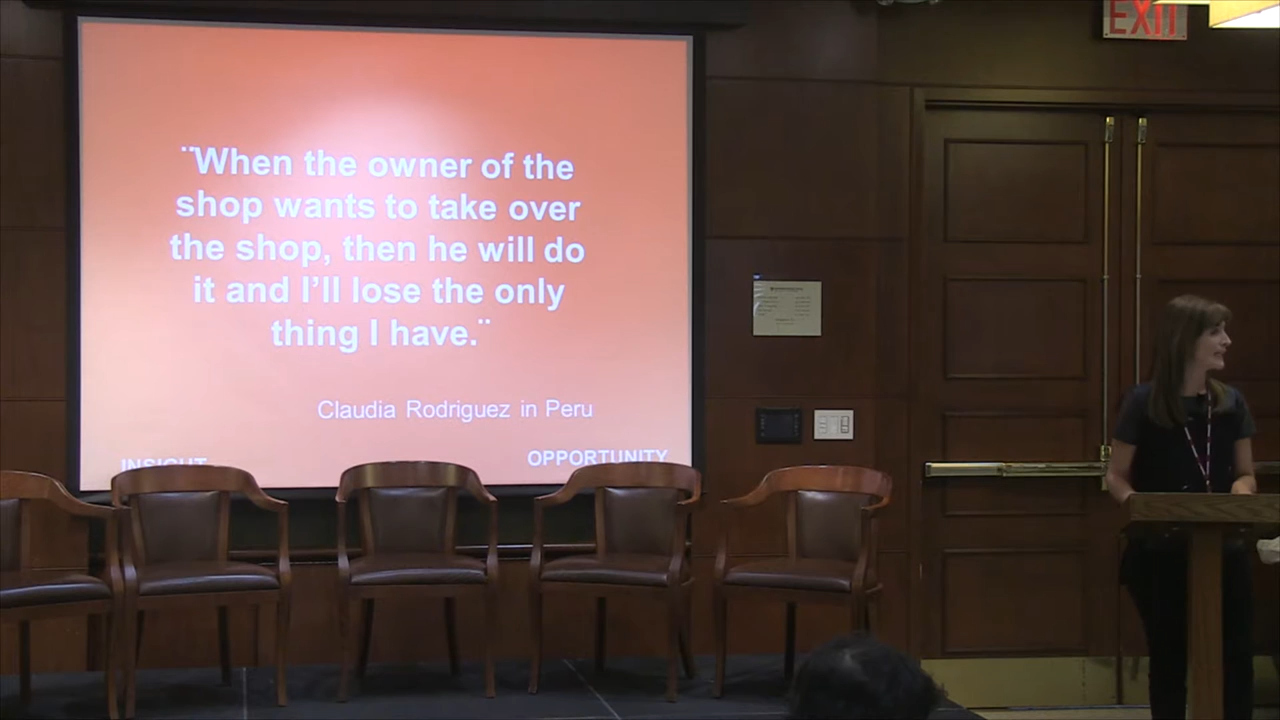 EXIT
¨When the owner of the
shop wants to take over
the shop, then he will do
it and I’ll lose the only
thing I have.¨
Claudia Rodriguez in Peru
INSIGHT
OPPORTUNITY